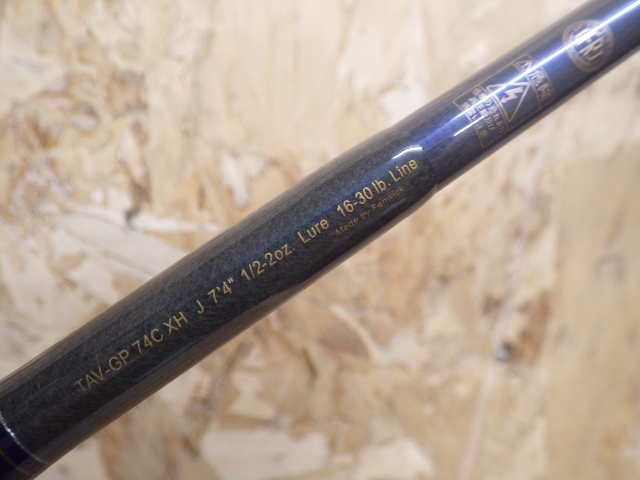 TAV-GP 74C XH J 7'4" 1/2-2oz. Lure 16-30 lb. Line
Made by Fenwick